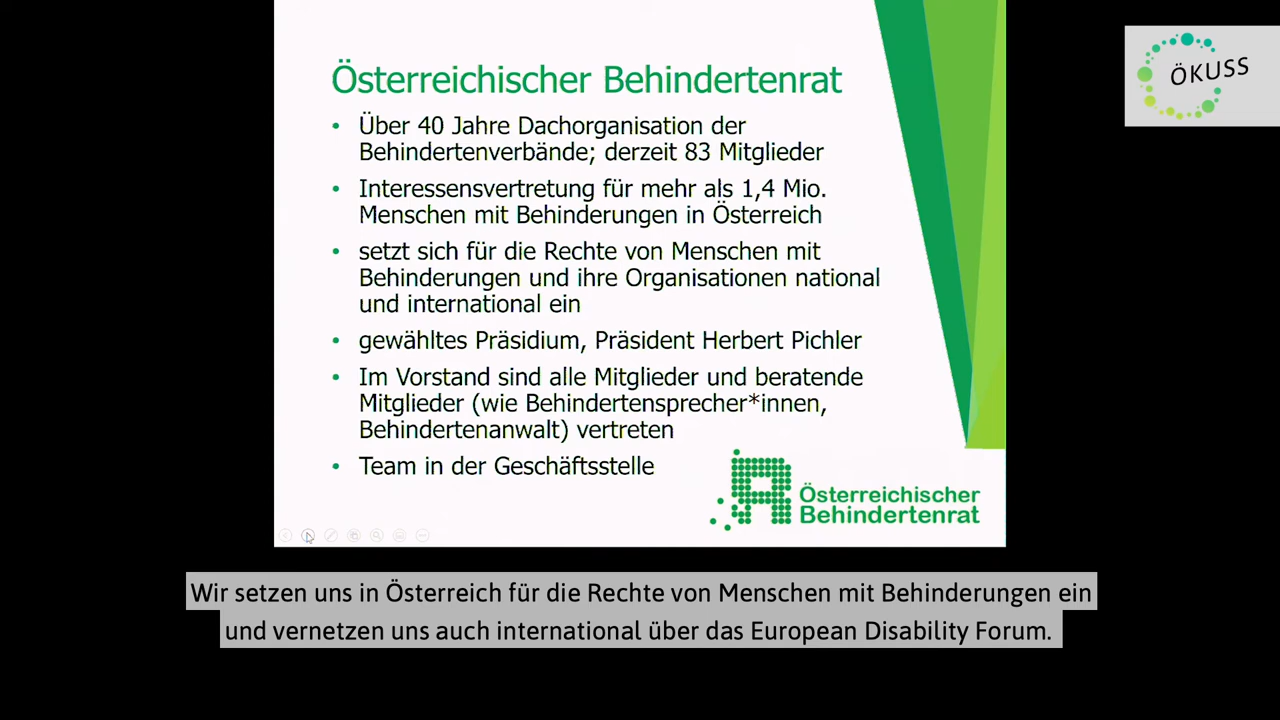 Österreichischer Behindertenrat
ÖKUSS
• Über 40 Jahre Dachorganisation der
Behindertenverbände; derzeit 83 Mitglieder
• Interessensvertretung für mehr als 1,4 Mio.
Menschen mit Behinderungen in Österreich
• setzt sich für die Rechte von Menschen mit
Behinderungen und ihre Organisationen national
und international ein
• gewähltes Präsidium, Präsident Herbert Pichler
• Im Vorstand sind alle Mitglieder und beratende
Mitglieder (wie Behindertensprecher*innen,
Behindertenanwalt) vertreten
• Team in der Geschäftsstelle
Österreichischer
Behindertenrat
Wir setzen uns in Österreich für die Rechte von Menschen mit Behinderungen ein
und vernetzen uns auch international über das European Disability Forum.